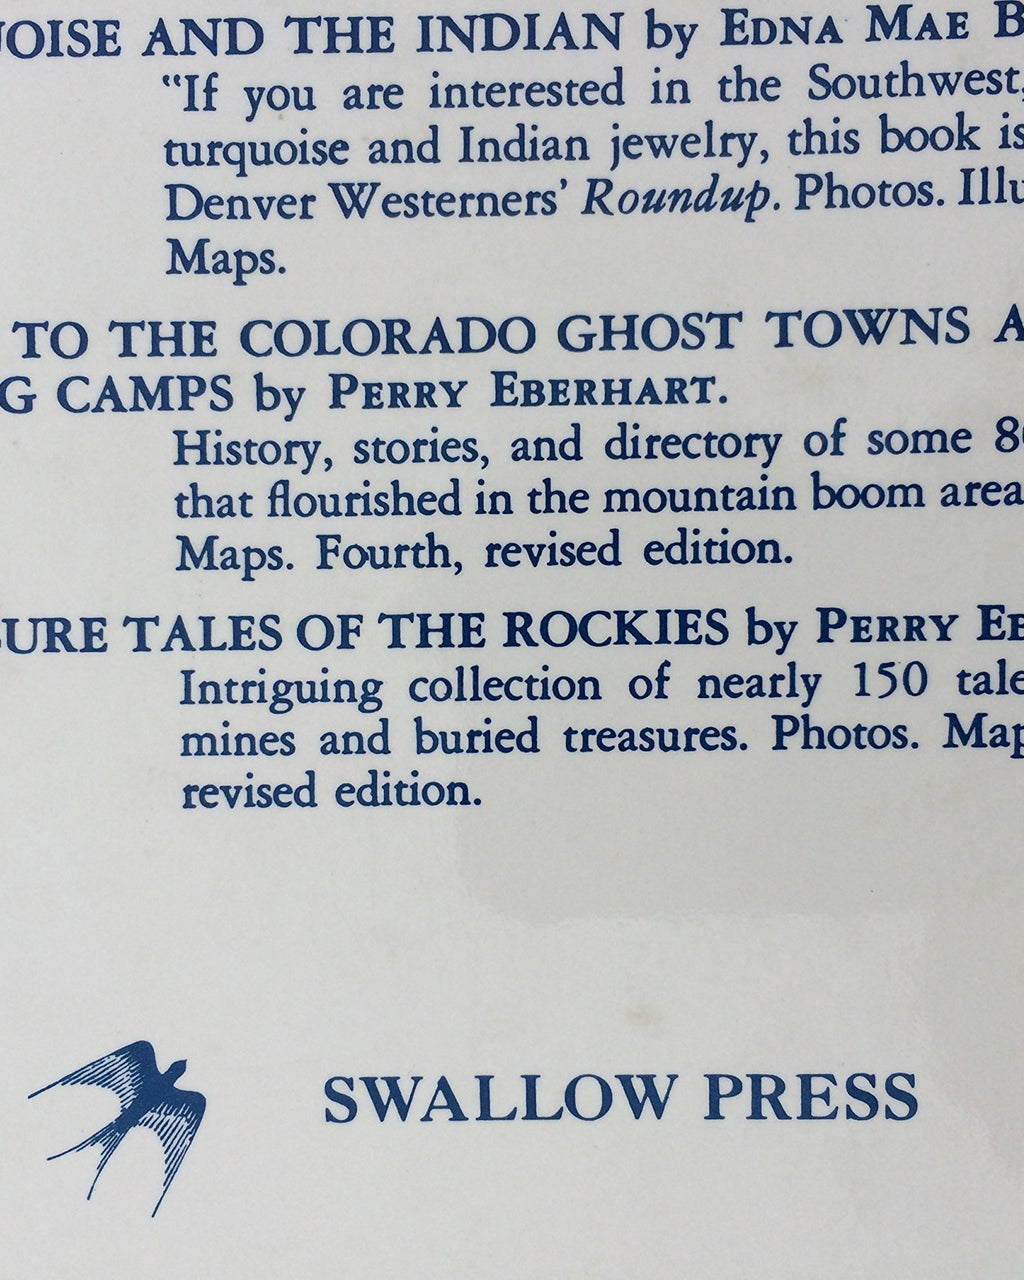 OISE AND THE INDIAN by EDNA MAE B
"If you are interested in the Southwest,
turquoise and Indian jewelry, this book is
Denver Westerners' Roundup. Photos. Illu
Maps.
TO THE COLORADO GHOST TOWNS A
G CAMPS by PERRY EBERHART.
History, stories, and directory of some 80
that flourished in the mountain boom area
Maps. Fourth, revised edition.
SURE TALES OF THE ROCKIES by PERRY EB
Intriguing collection of nearly 150 tale
mines and buried treasures. Photos. Map
revised edition.
SWALLOW PRESS